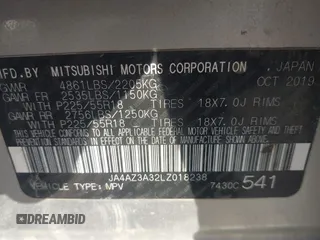 MFD.BY MITSUBISHI MOTORS CORPORATION, JAPAN
GVWR 4861LBS/2205KG OCT 2019
GAWR FR 2535LBS/1150KG
WITH P225/55R18 TIRES 18X7.0J RIMS
GAWR RR 2756LBS/1250KG
WITH P225/55R18 TIRES 18X7.0J RIMS
JA4AZ3A32LZ018238
VEHICLE TYPE: MPV 7430C 541
AUTOBIDMASTER